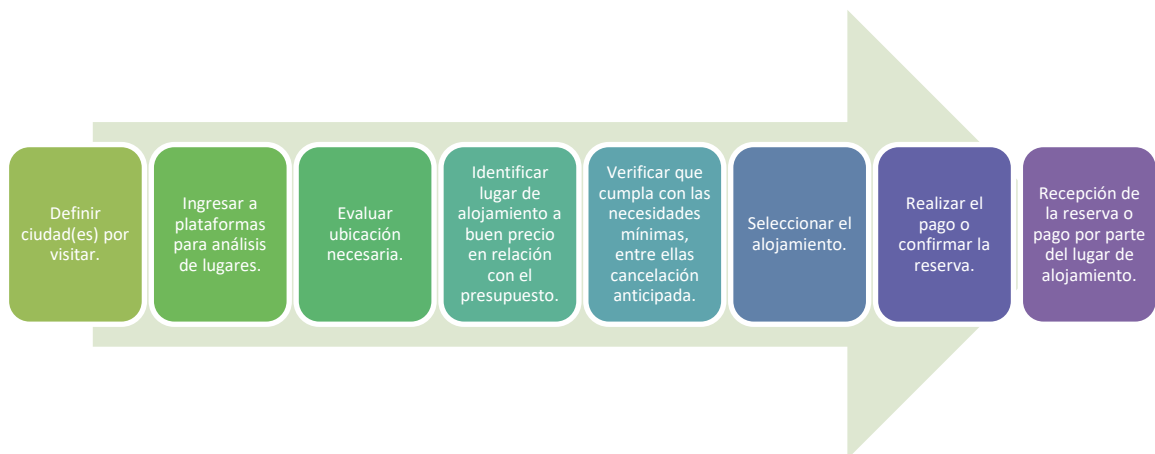 Definir
ciudad(es) por
visitar.
Ingresar a
plataformas
para análisis
de lugares.
Evaluar
ubicación
necesaria.
Identificar
lugar de
alojamiento a
buen precio
en relación
con el
presupuesto.
Verificar que
cumpla con las
necesidades
mínimas,
entre ellas
cancelación
anticipada.
Seleccionar el
alojamiento.
Realizar el
pago o
confirmar la
reserva.
Recepción de
la reserva o
pago por parte
del lugar de
alojamiento.